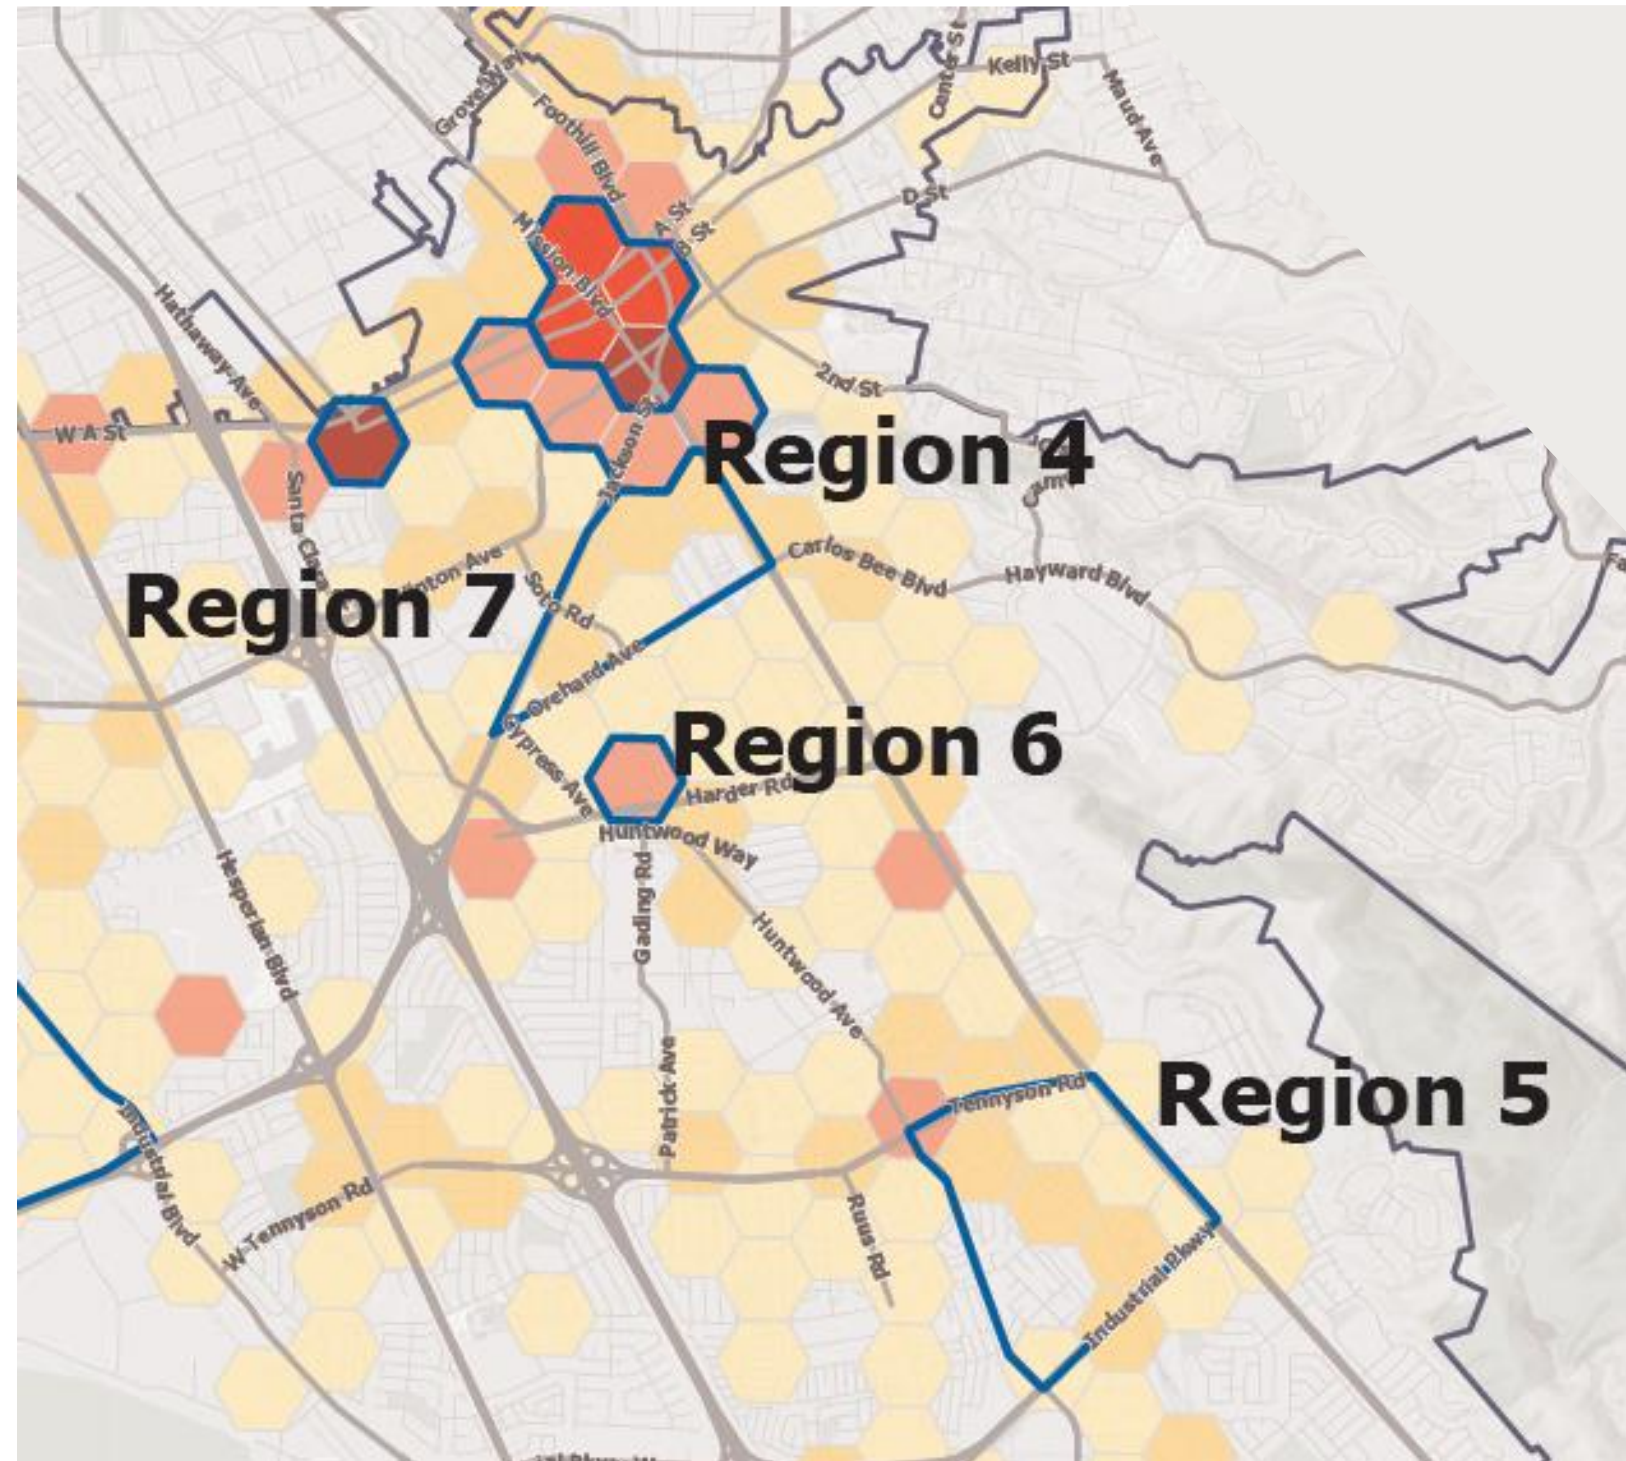 Kelly St
Center St
Maud Ave
Grove Way
Foothill Blvd
D St
A St
B St
Mission Blvd
Hathaway Ave
2nd St
W A St
Jackson St
Region 4
Santa Clara
Carlos Bee Blvd
Hayward Blvd
Soto Rd
Region 7
Orchard Ave
Region 6
Cypress Ave
Harder Rd
Huntwood Way
Gading Rd
Hesperian Blvd
Huntwood Ave
Patrick Ave
Tennyson Rd
Region 5
Industrial Blvd
W Tennyson Rd
Ruus Rd
Industrial Pkwy